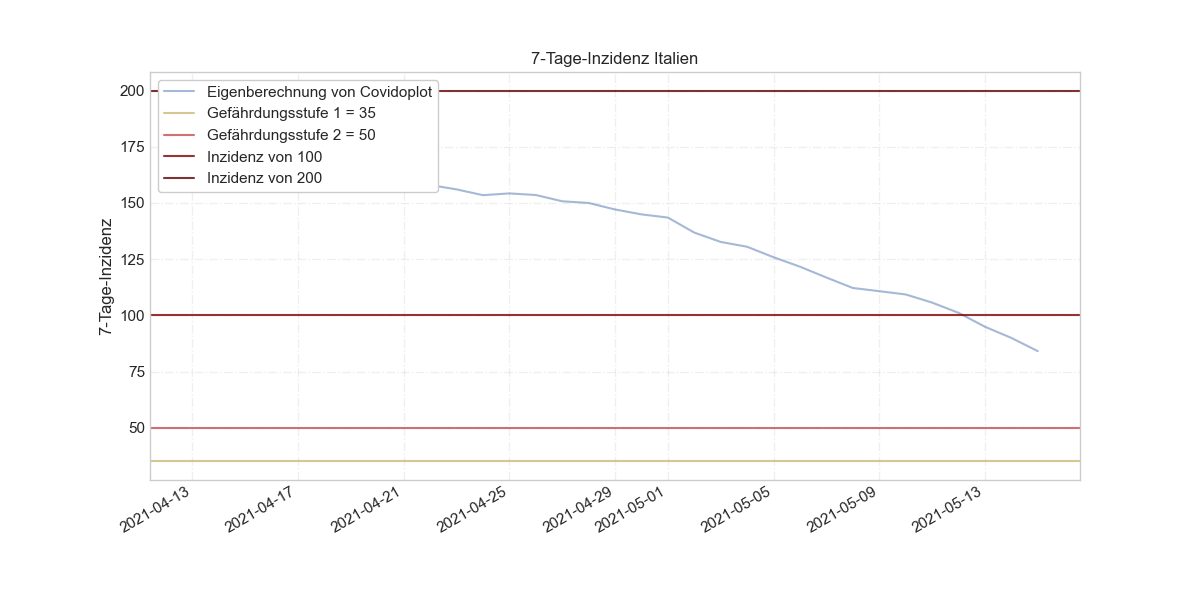 7-Tage-Inzidenz Italien
Eigenberechnung von Covidoplot
Gefährdungsstufe 1 = 35
Gefährdungsstufe 2 = 50
Inzidenz von 100
Inzidenz von 200
7-Tage-Inzidenz
200
175
150
125
100
75
50
2021-04-13
2021-04-17
2021-04-21
2021-04-25
2021-04-29
2021-05-01
2021-05-05
2021-05-09
2021-05-13